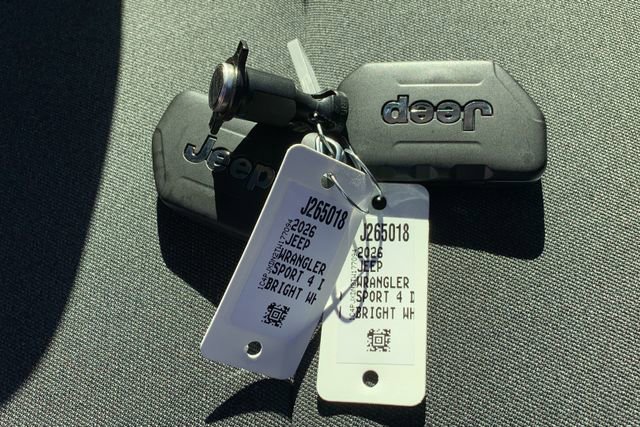 Jeep
Jeep
J265018
2026
JEEP
WRANGLER
SPORT 4 D
BRIGHT WH
J265018
2026
JEEP
WRANGLER
SPORT 4 D
BRIGHT WH